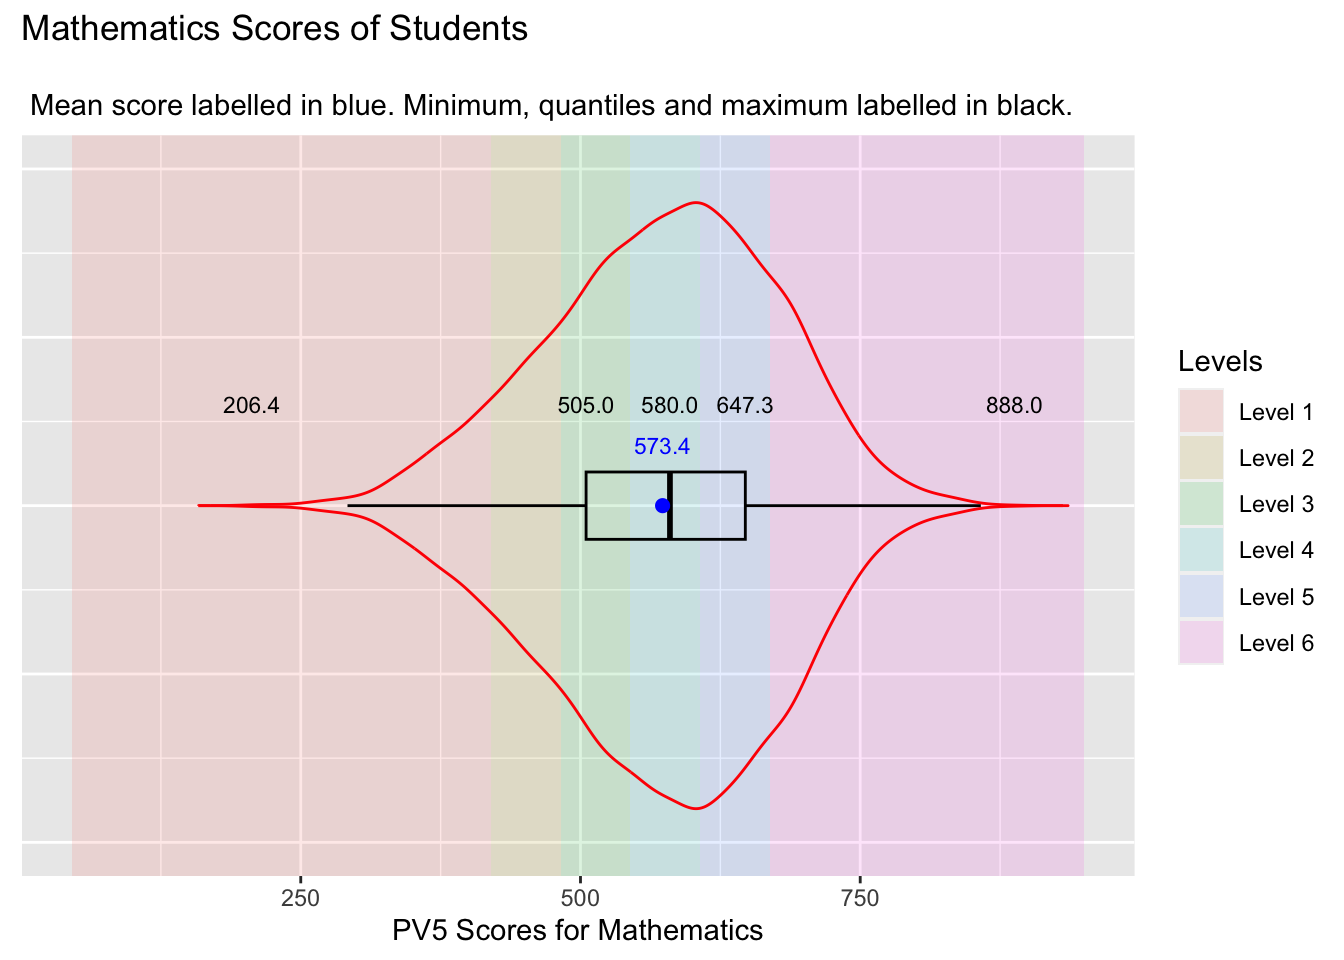 Mathematics Scores of Students
Mean score labelled in blue. Minimum, quantiles and maximum labelled in black.
206.4 505.0 580.0 647.3 888.0
573.4
250 500 750
PV5 Scores for Mathematics
Levels
Level 1
Level 2
Level 3
Level 4
Level 5
Level 6